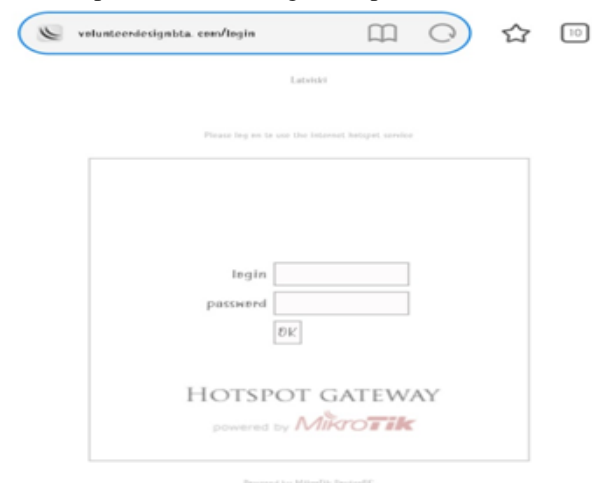 volunteerdesignbta. com/login
10
Latviski
Please log on to use the Internet hotspot service
login
password
OK
HOTSPOT GATEWAY
powered by MikroTik